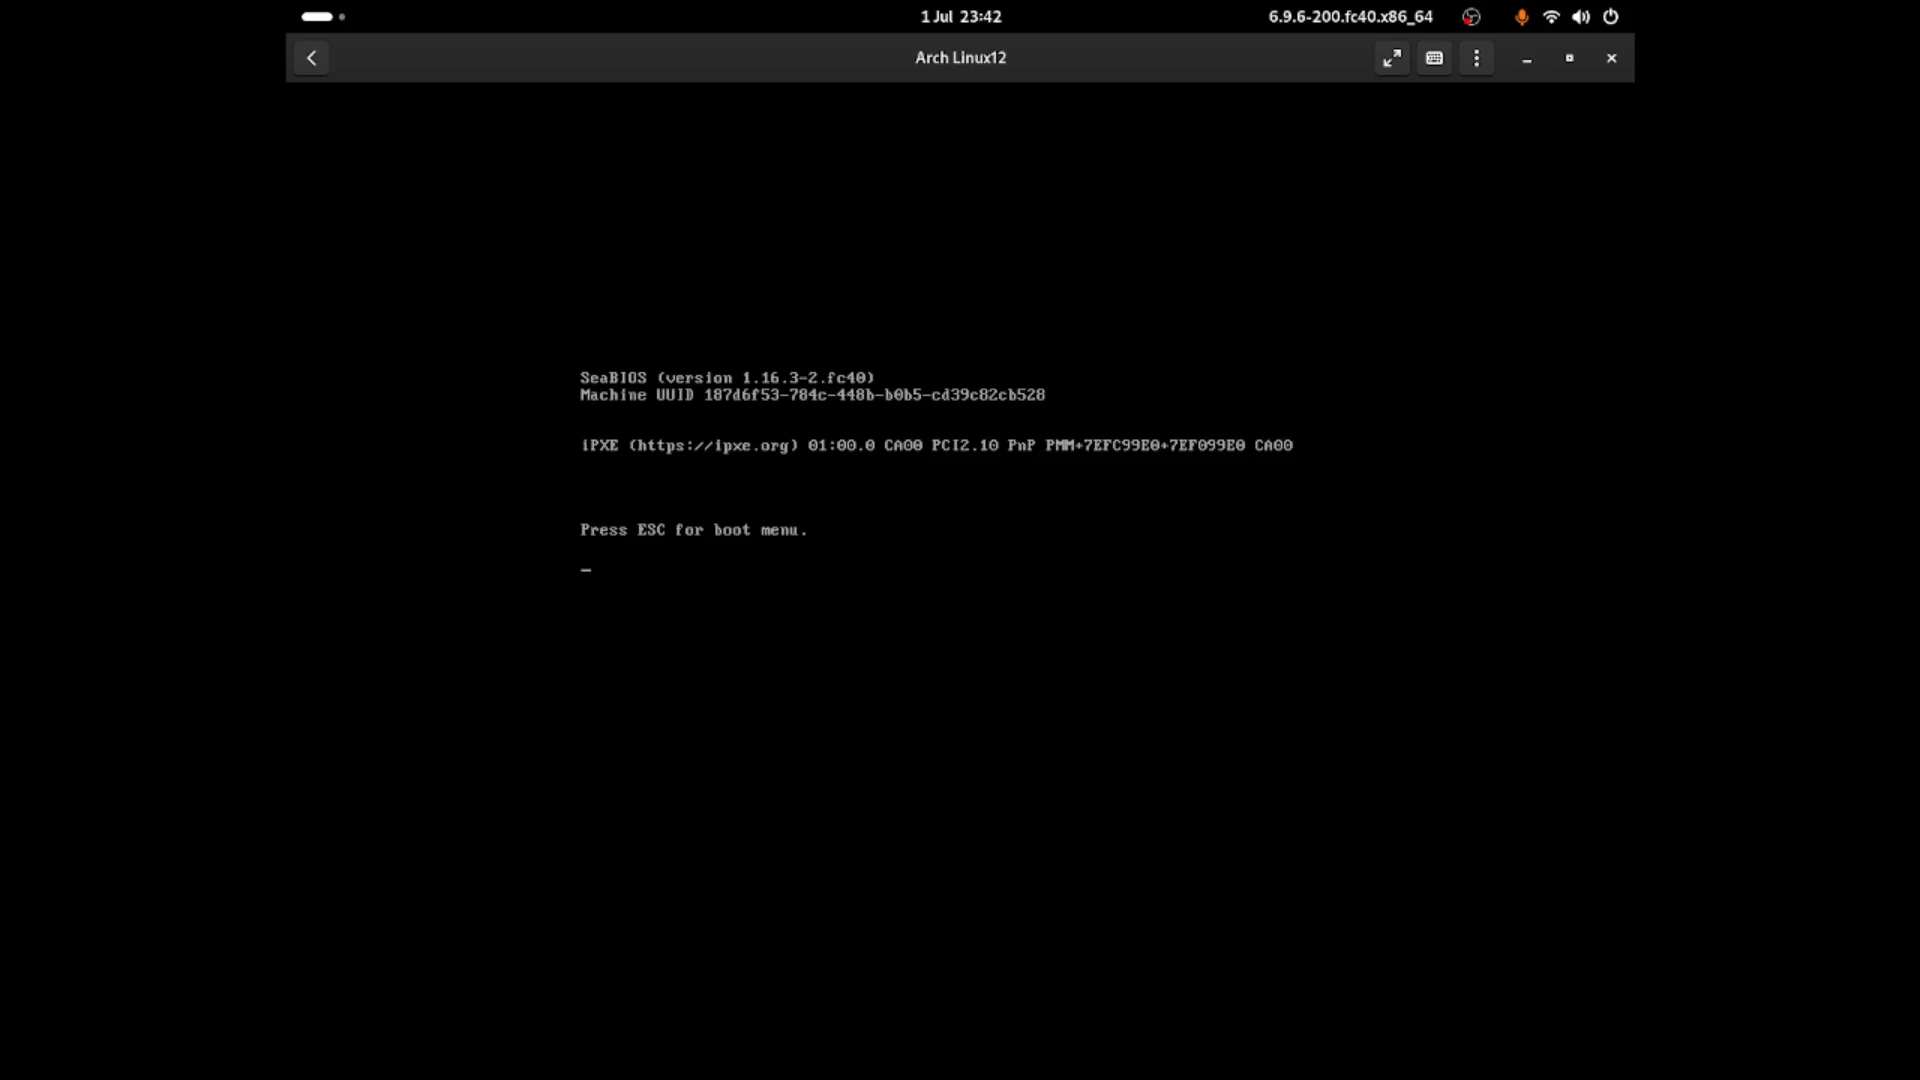 1 Jul 23:42
6.9.6-200.fc40.x86_64
Arch Linux12
SeaBIOS (version 1.16.3-2.fc40)
Machine UUID 187d6f53-784c-448b-b0b5-cd39c82cb528
iPXE (https://ipxe.org) 01:00.0 CA00 PCI2.10 PnP PMM+7EFC99E0+7EF099E0 CA00
Press ESC for boot menu.
_